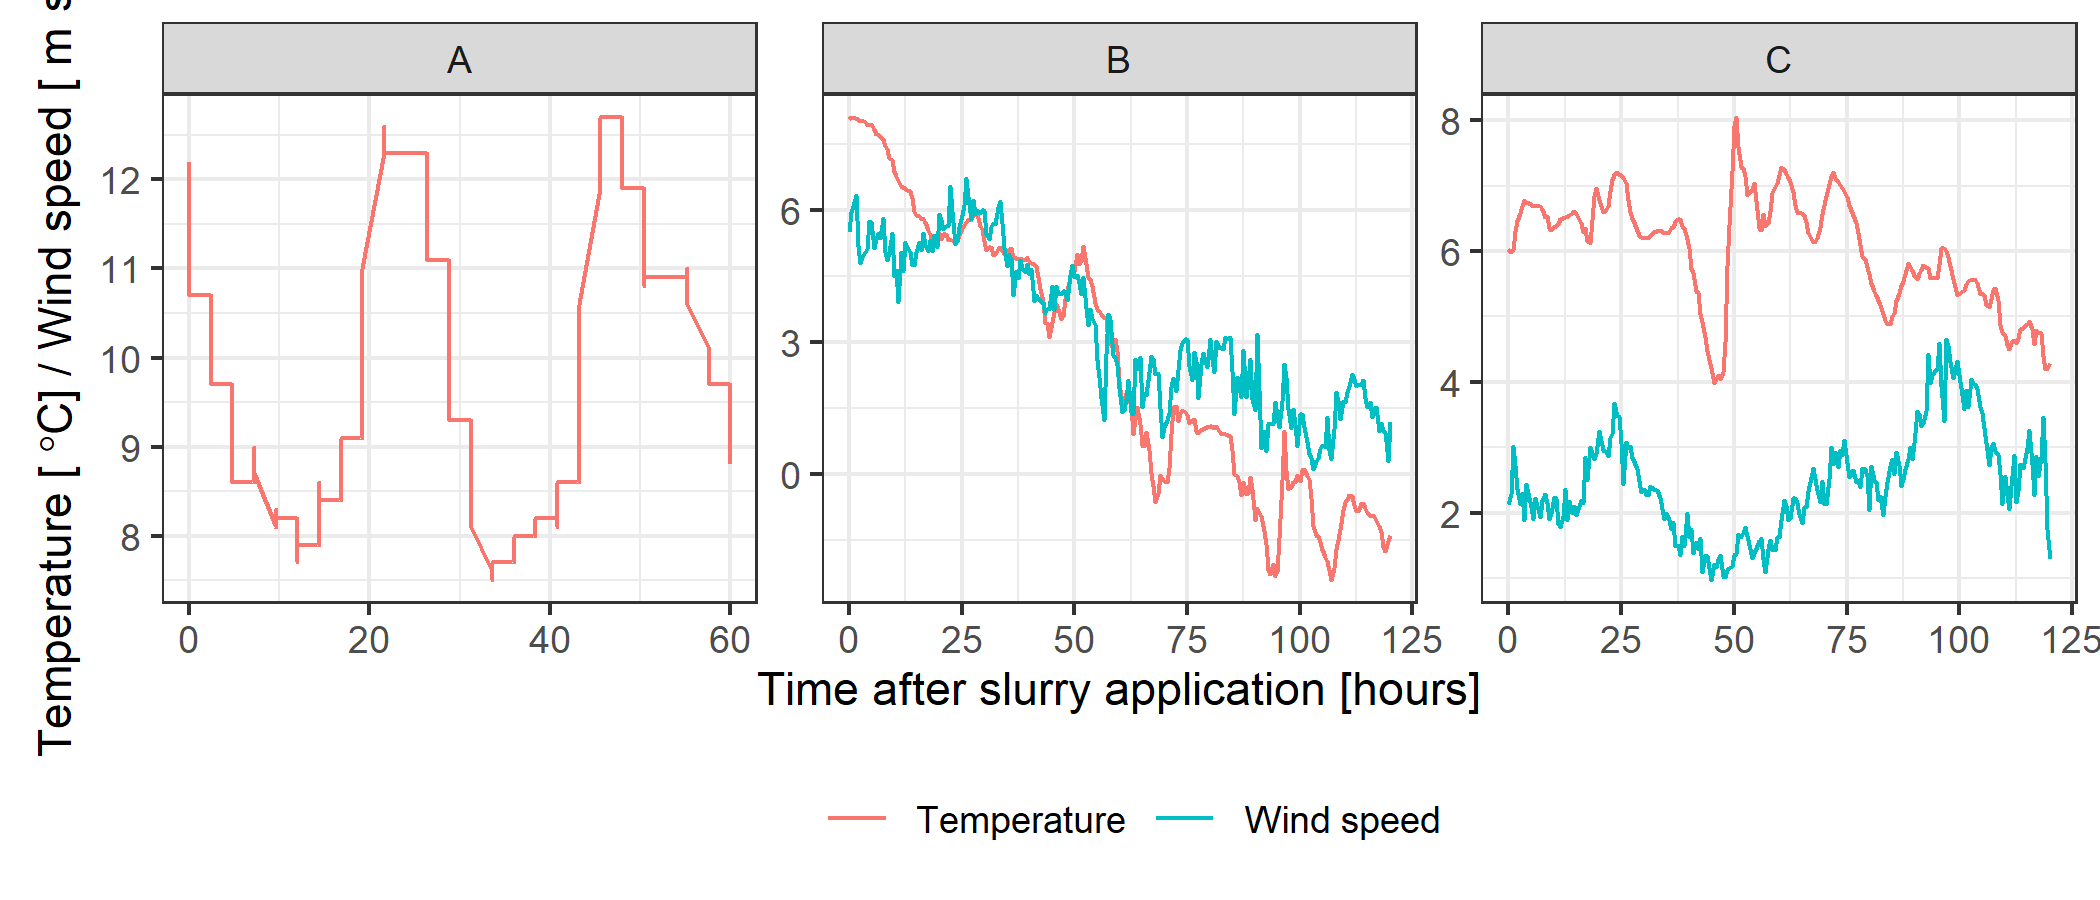 A B C
Temperature [ °C] / Wind speed [ m s
12
11
10
9
8
6
3
0
8
6
4
2
0 20 40 60 0 25 50 75 100 125 0 25 50 75 100 125
Time after slurry application [hours]
Temperature Wind speed